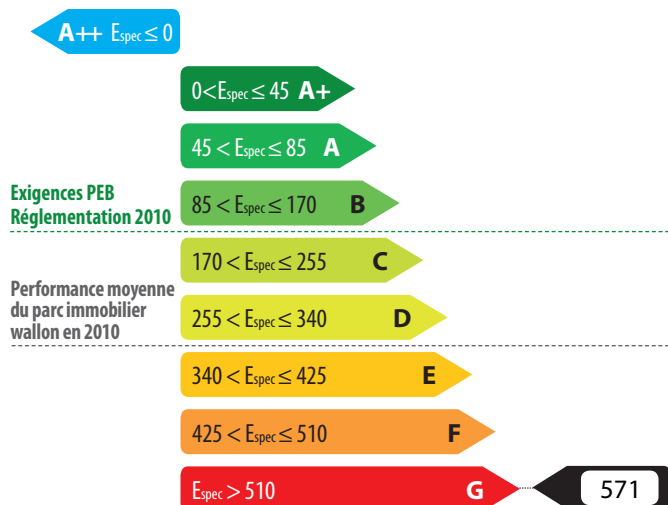 A++ Espec ≤ 0
0<Espec ≤ 45 A+
45 < Espec ≤ 85 A
Exigences PEB
Réglementation 2010
85 < Espec ≤ 170 B
170 < Espec ≤ 255 C
Performance moyenne
du parc immobilier
wallon en 2010
255 < Espec ≤ 340 D
340 < Espec ≤ 425 E
425 < Espec ≤ 510 F
Espec > 510 G
571